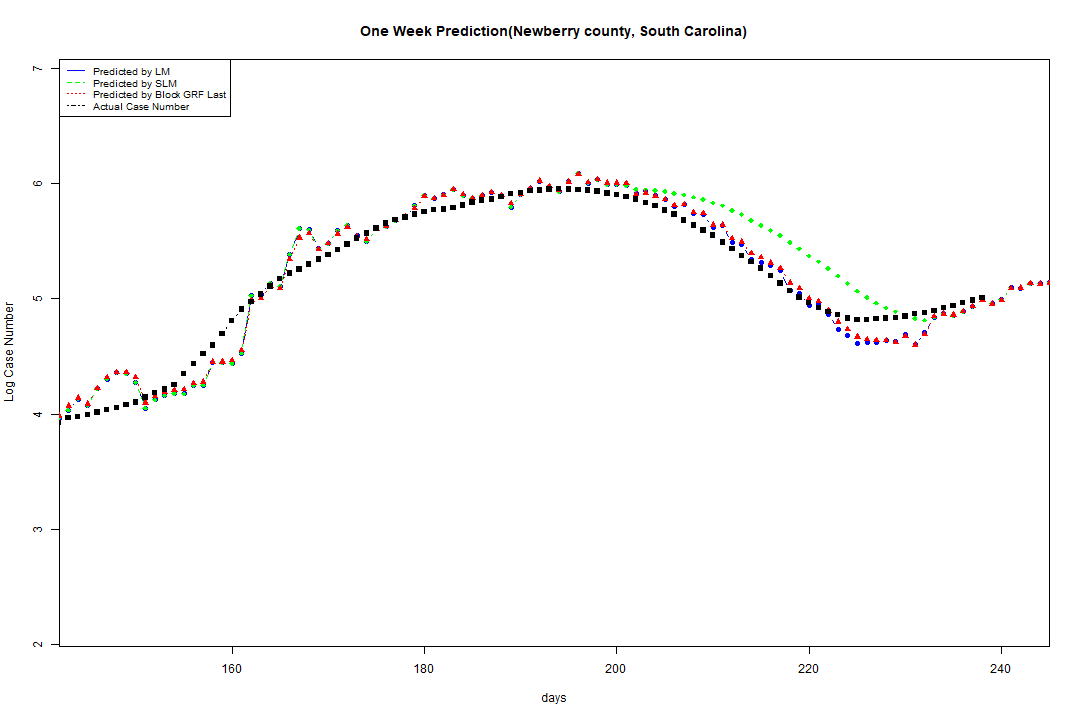 One Week Prediction(Newberry county, South Carolina)
Predicted by LM
Predicted by SLM
Predicted by Block GRF Last
Actual Case Number
7
6
5
4
3
2
Log Case Number
160 180 200 220 240
days